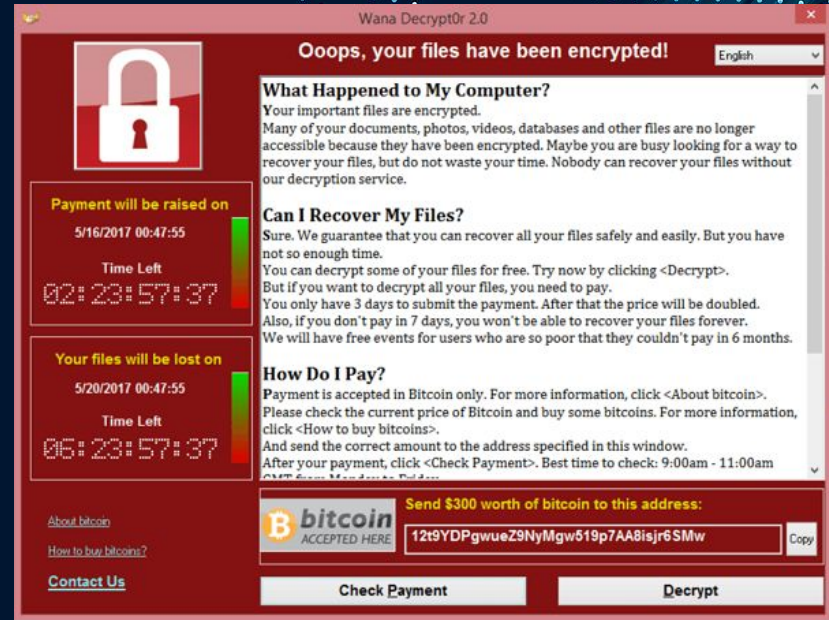 Wana Decrypt0r 2.0
Ooops, your files have been encrypted!
English
What Happened to My Computer?
Your important files are encrypted.
Many of your documents, photos, videos, databases and other files are no longer
accessible because they have been encrypted. Maybe you are busy looking for a way to
recover your files, but do not waste your time. Nobody can recover your files without
our decryption service.
Can I Recover My Files?
Sure. We guarantee that you can recover all your files safely and easily. But you have
not so enough time.
You can decrypt some of your files for free. Try now by clicking <Decrypt>.
But if you want to decrypt all your files, you need to pay.
You only have 3 days to submit the payment. After that the price will be doubled.
Also, if you don't pay in 7 days, you won't be able to recover your files forever.
We will have free events for users who are so poor that they couldn't pay in 6 months.
How Do I Pay?
Payment is accepted in Bitcoin only. For more information, click <About bitcoin>.
Please check the current price of Bitcoin and buy some bitcoins. For more information,
click <How to buy bitcoins>.
And send the correct amount to the address specified in this window.
After your payment, click <Check Payment>. Best time to check: 9:00am - 11:00am
GMT from Monday to Friday
Payment will be raised on
5/16/2017 00:47:55
Time Left
02:23:57:37
Your files will be lost on
5/20/2017 00:47:55
Time Left
06:23:57:37
About bitcoin
How to buy bitcoins?
Contact Us
bitcoin
ACCEPTED HERE
Send $300 worth of bitcoin to this address:
12t9YDPgwueZ9NyMgw519p7AA8isjr6SMw
Copy
Check Payment
Decrypt